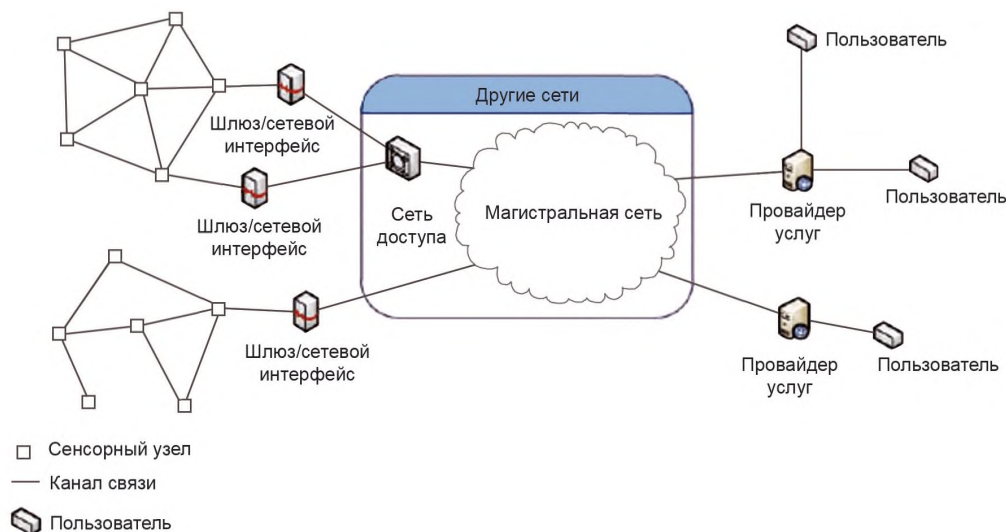 Пользователь
Другие сети
Шлюз/сетевой
интерфейс
Шлюз/сетевой
интерфейс
Сеть
доступа
Магистральная сеть
Провайдер
услуг
Пользователь
Шлюз/сетевой
интерфейс
Провайдер
услуг
Пользователь
Сенсорный узел
Канал связи
Пользователь